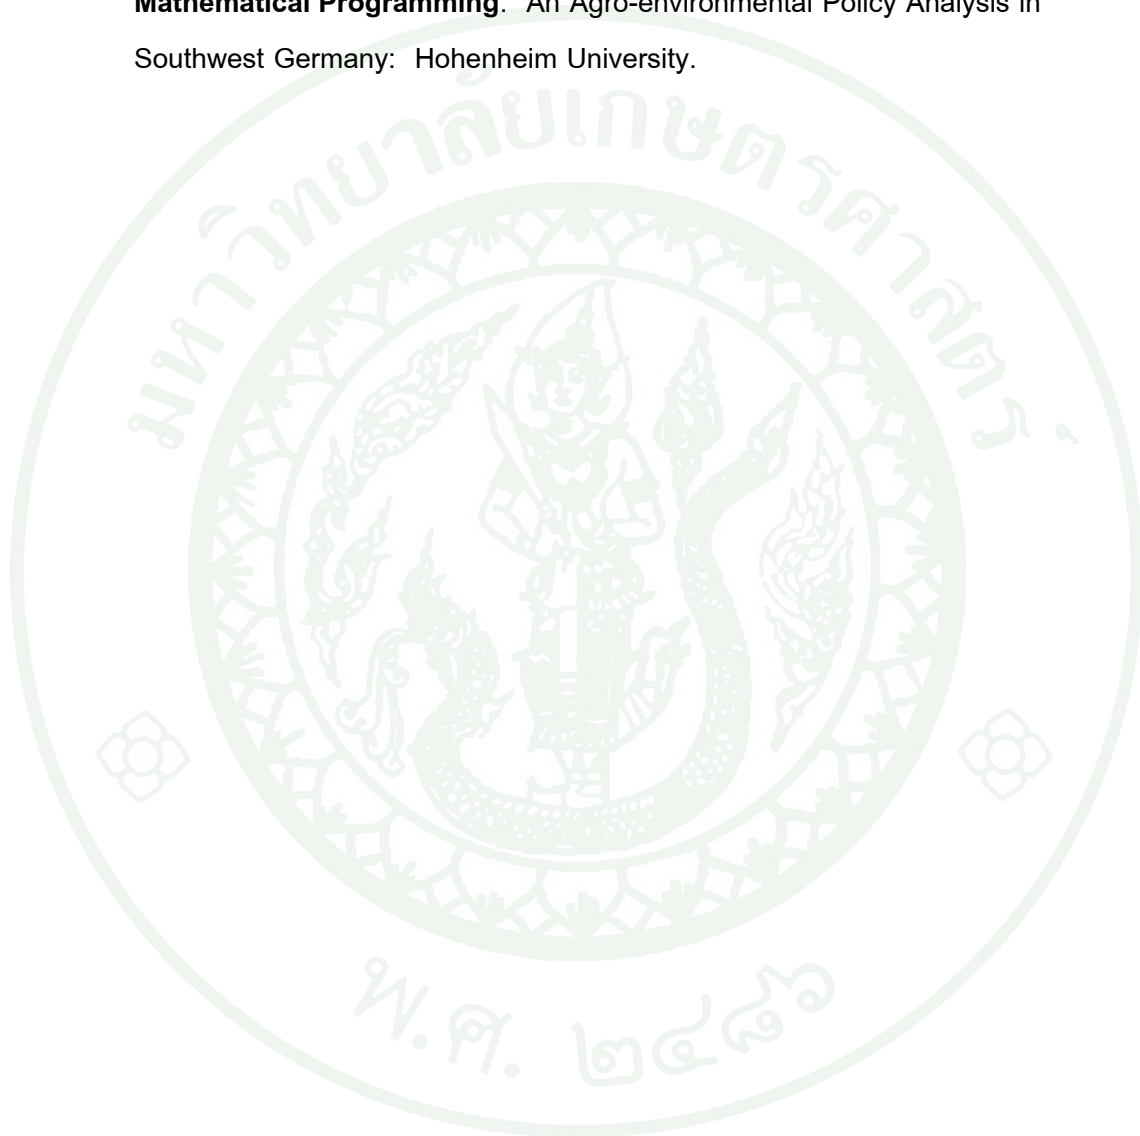 Mathematical Programming. An Agro-environmental Policy Analysis in
Southwest Germany: Hohenheim University.
มหาวิทยาลัยเกษตรศาสตร์
พ.ศ. ๒๔๘๖